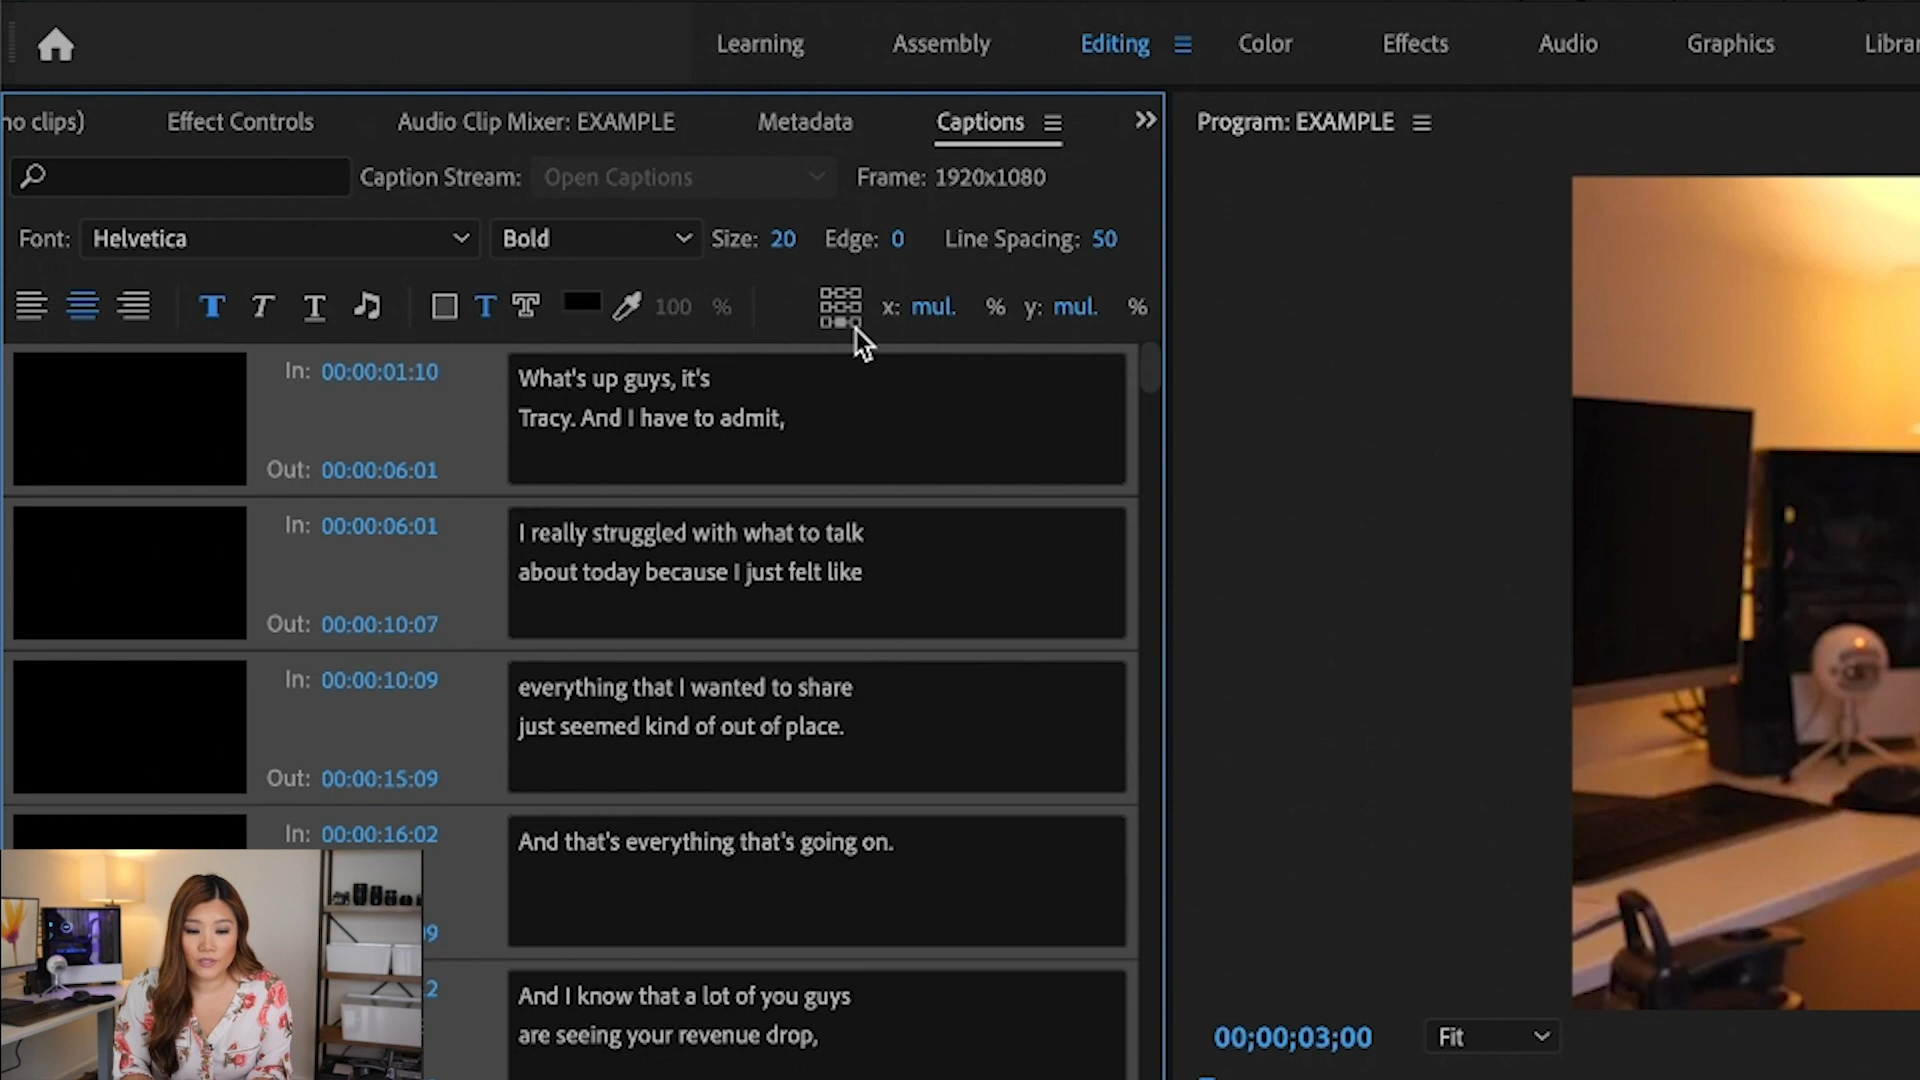 Learning Assembly Editing Color Effects Audio Graphics Librar
no clips) Effect Controls Audio Clip Mixer: EXAMPLE Metadata Captions Program: EXAMPLE
Caption Stream: Open Captions Frame: 1920x1080
Font: Helvetica Bold Size: 20 Edge: 0 Line Spacing: 50
100 % x: mul. % y: mul. %
In: 00:00:01:10
What's up guys, it's
Tracy. And I have to admit,
Out: 00:00:06:01
In: 00:00:06:01
I really struggled with what to talk
about today because I just felt like
Out: 00:00:10:07
In: 00:00:10:09
everything that I wanted to share
just seemed kind of out of place.
Out: 00:00:15:09
In: 00:00:16:02
And that's everything that's going on.
9
2
And I know that a lot of you guys
are seeing your revenue drop,
00;00;03;00 Fit